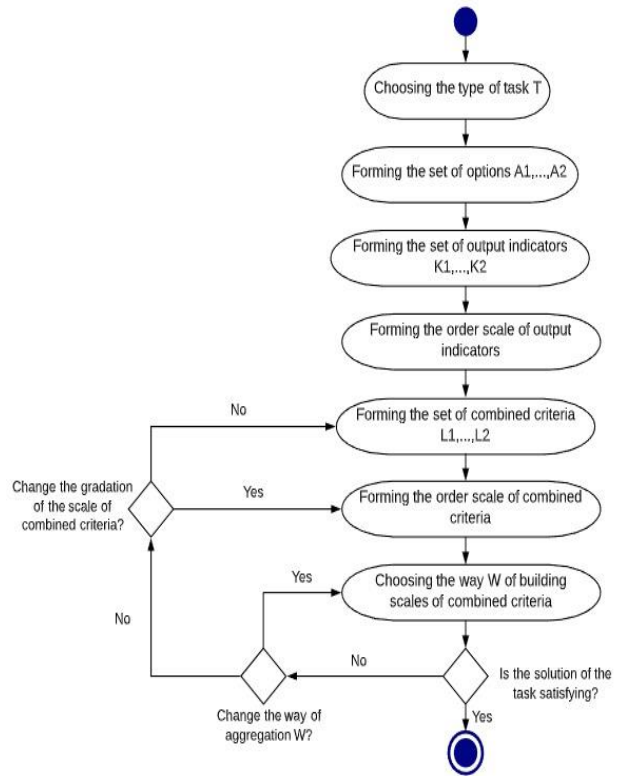 Choosing the type of task T
Forming the set of options A1,...,A2
Forming the set of output indicators
K1,...,K2
Forming the order scale of output
indicators
No
Forming the set of combined criteria
L1,...,L2
Change the gradation
of the scale of
combined criteria?
Yes
Forming the order scale of combined
criteria
Yes
Choosing the way W of building
scales of combined criteria
No
No
Is the solution of the
task satisfying?
Change the way of
aggregation W?
Yes